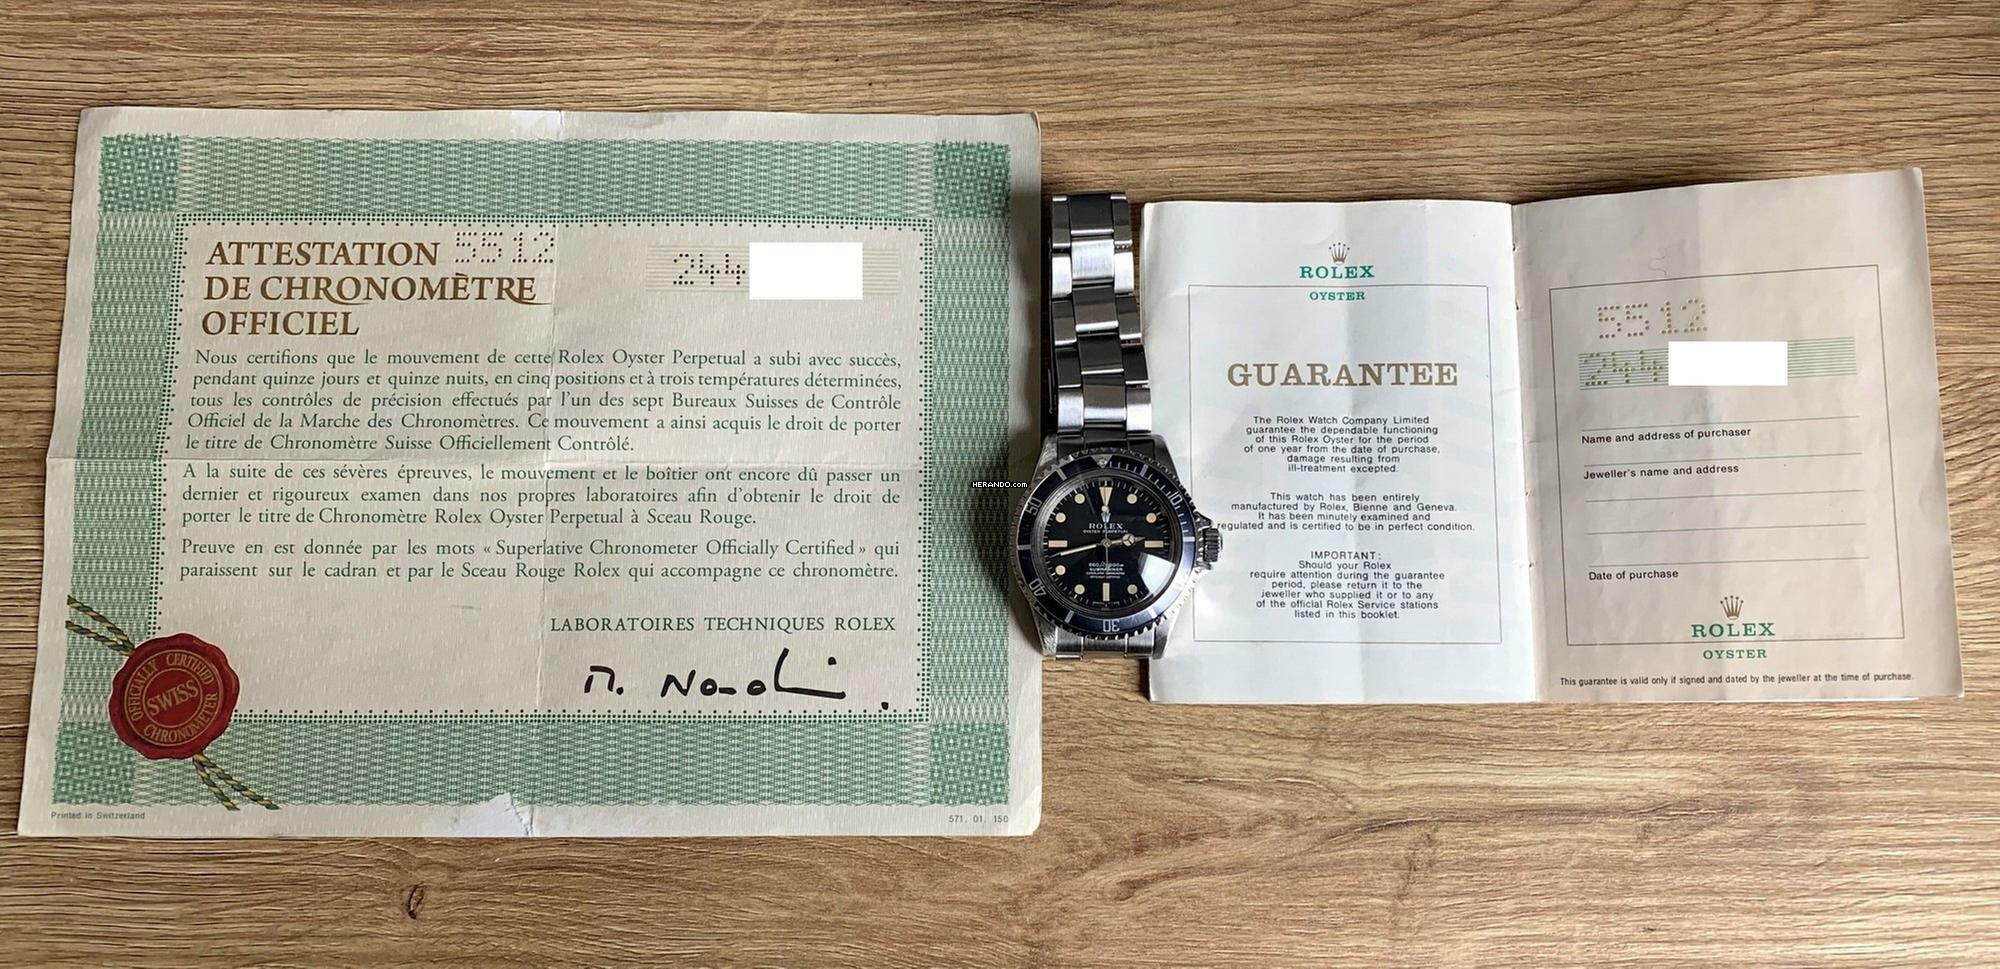 ATTESTATION 5512
DE CHRONOMÈTRE
OFFICIEL
244
Nous certifions que le mouvement de cette Rolex Oyster Perpetual a subi avec succès,
pendant quinze jours et quinze nuits, en cinq positions et à trois températures déterminées,
tous les contrôles de précision effectués par l'un des sept Bureaux Suisses de Contrôle
Officiel de la Marche des Chronomètres. Ce mouvement a ainsi acquis le droit de porter
le titre de Chronomètre Suisse Officiellement Contrôlé.
A la suite de ces sévères épreuves, le mouvement et le boîtier ont encore dû passer un
dernier et rigoureux examen dans nos propres laboratoires afin d'obtenir le droit de
porter le titre de Chronomètre Rolex Oyster Perpetual à Sceau Rouge.
Preuve en est donnée par les mots « Superlative Chronometer Officially Certified » qui
paraissent sur le cadran et par le Sceau Rouge Rolex qui accompagne ce chronomètre.
LABORATOIRES TECHNIQUES ROLEX
OFFICIALLY CERTIFIED
SWISS
CHRONOMETER
Printed in Switzerland
571. 01. 150
HERANDO.com
50
10
ROLEX
OYSTER PERPETUAL
SUBMARINER
40
30
ROLEX
OYSTER
GUARANTEE
The Rolex Watch Company Limited
guarantee the dependable functioning
of this Rolex Oyster for the period
of one year from the date of purchase,
damage resulting from
ill-treatment excepted.
This watch has been entirely
manufactured by Rolex, Bienne and Geneva.
It has been minutely examined and
regulated and is certified to be in perfect condition.
IMPORTANT:
Should your Rolex
require attention during the guarantee
period, please return it to the
jeweller who supplied it or to any
of the official Rolex Service stations
listed in this booklet.
5512
244
Name and address of purchaser
Jeweller's name and address
Date of purchase
ROLEX
OYSTER
This guarantee is valid only if signed and dated by the jeweller at the time of purchase.